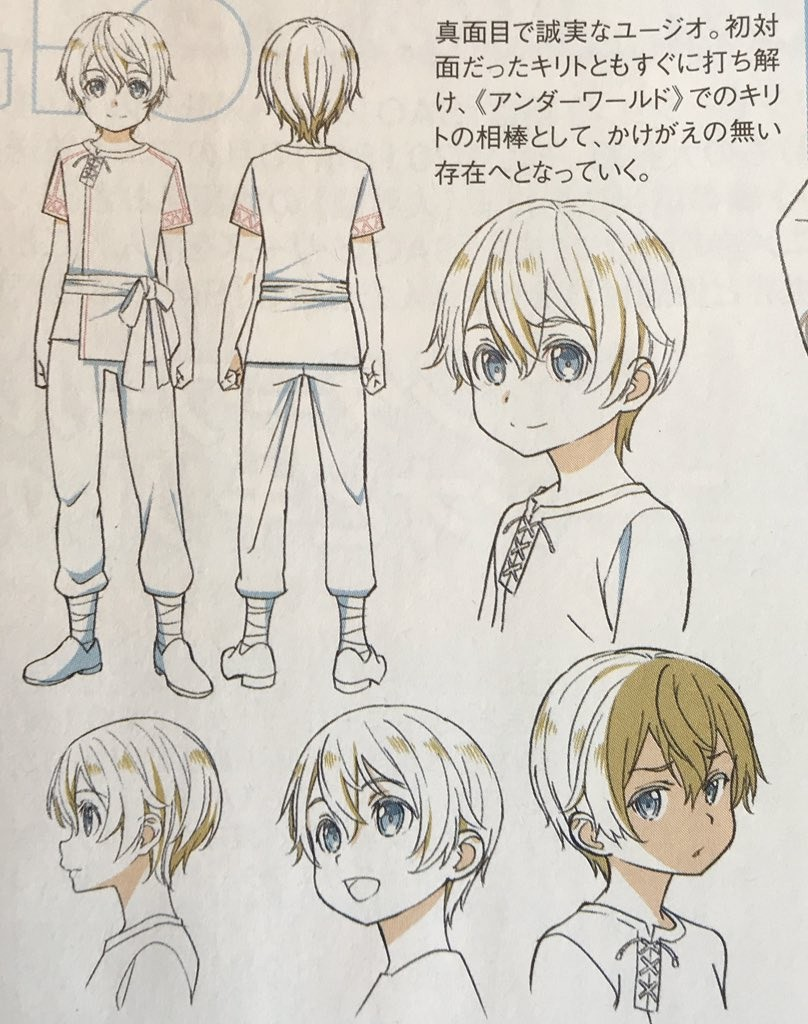 真面目で誠実なユージオ。初対
面だったキリトともすぐに打ち解
け、《アンダーワールド》でのキリ
トの相棒として、かけがえの無い
存在へとなっていく。